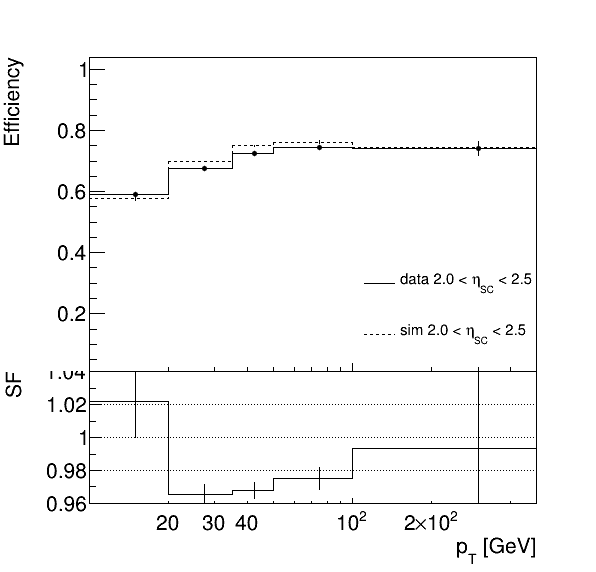 Efficiency
1
0.8
0.6
0.4
0.2
data 2.0 < η_SC < 2.5
sim 2.0 < η_SC < 2.5
SF
1.04
1.02
1
0.98
0.96
20 30 40 10² 2×10²
p_T [GeV]